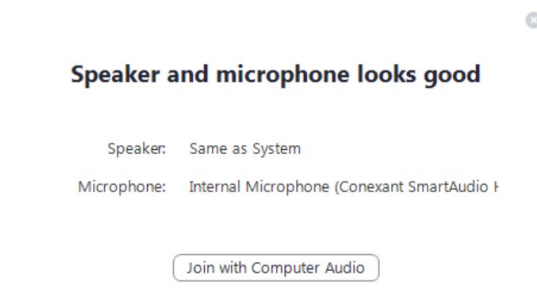 Speaker and microphone looks good
Speaker: Same as System
Microphone: Internal Microphone (Conexant SmartAudio H
Join with Computer Audio